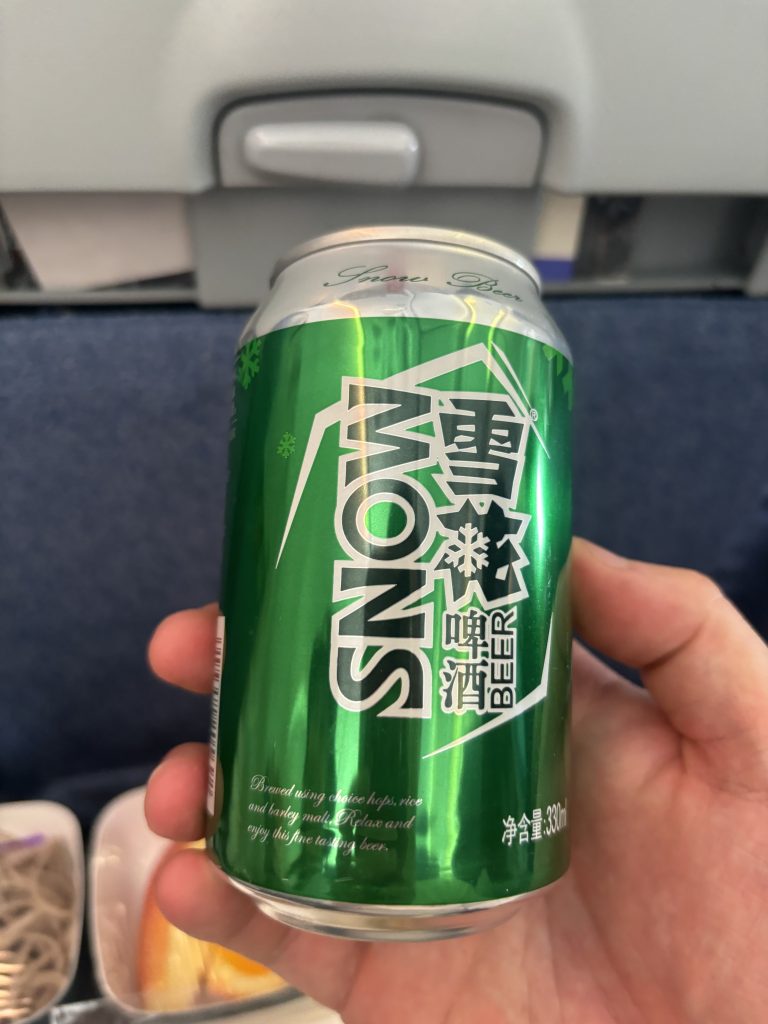 Snow Beer
SNOW
雪花
啤酒
BEER
®
Brewed using choice hops, rice
and barley malt. Relax and
enjoy this fine tasting beer.
净含量:330ml